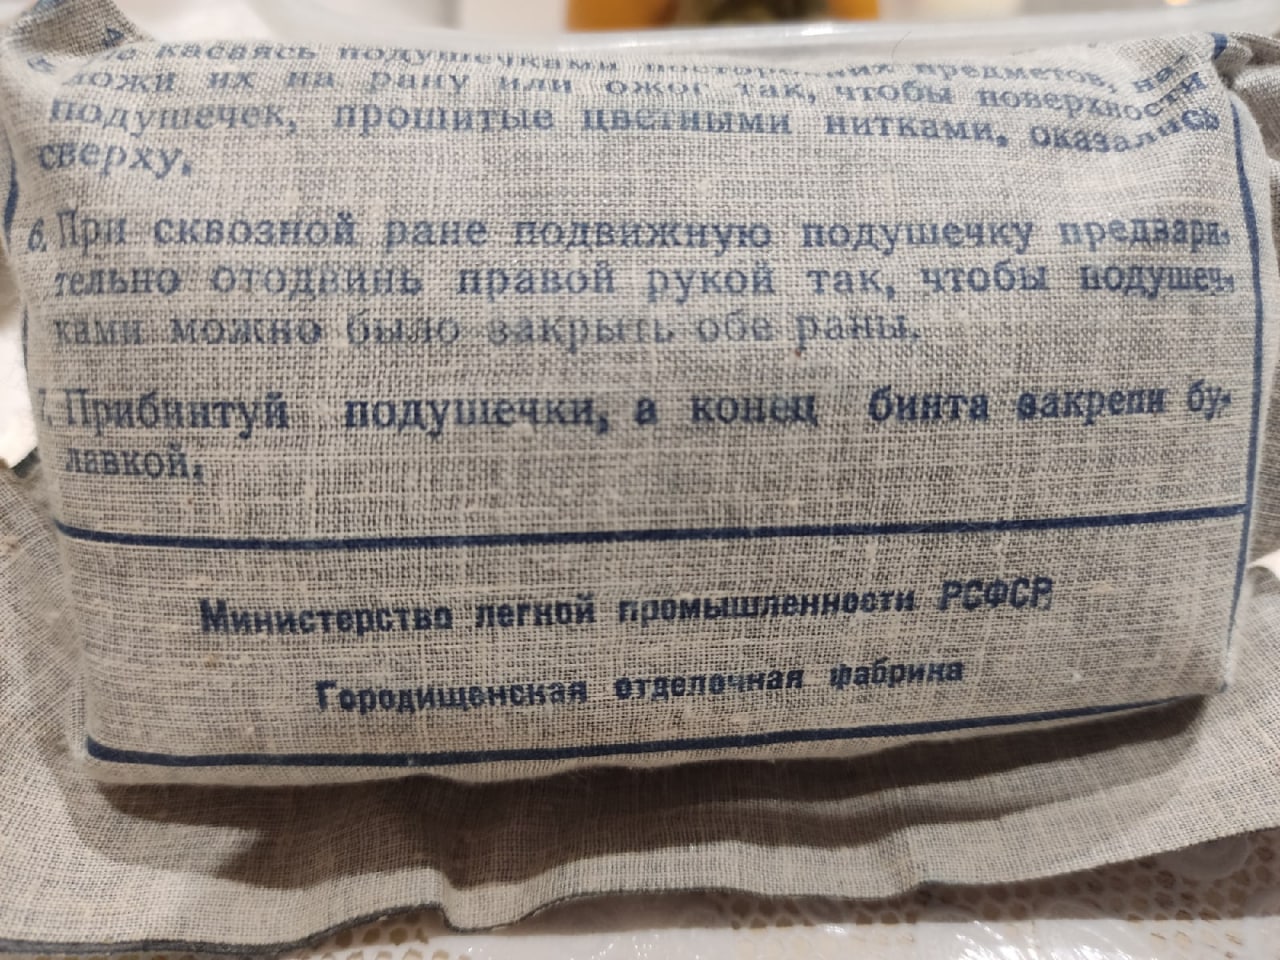 не касаясь подушечками посторонних предметов, на-
ложи их на рану или ожог так, чтобы поверхности
подушечек, прошитые цветными нитками, оказались
сверху.
6. При сквозной ране подвижную подушечку предвари-
тельно отодвинь правой рукой так, чтобы подушеч-
ками можно было закрыть обе раны.
7. Прибинтуй подушечки, а конец бинта закрепи бу-
лавкой.
Министерство легкой промышленности РСФСР
Городищенская отделочная фабрика